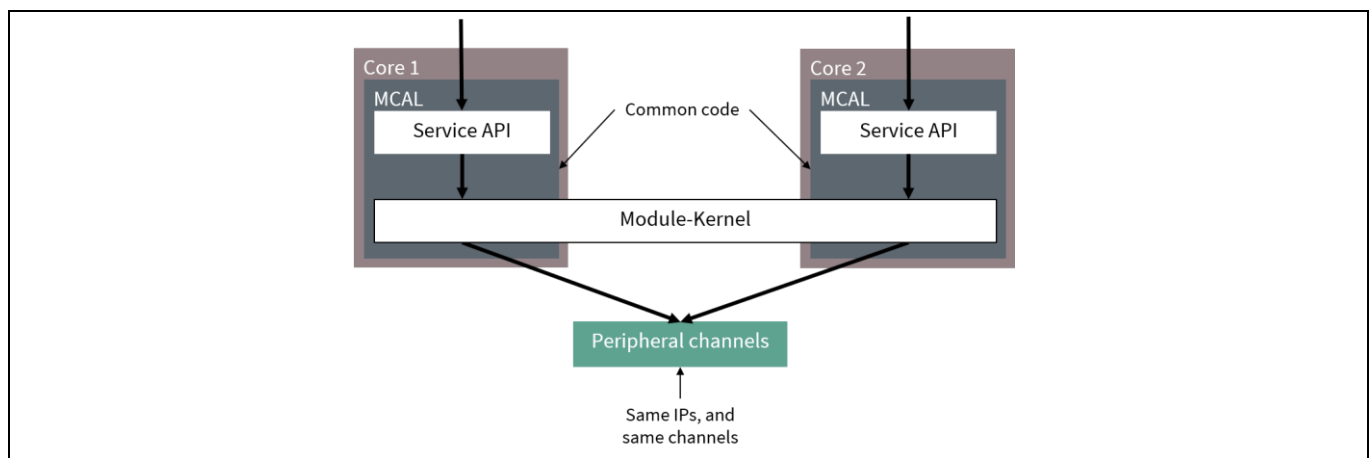 Core 1
Core 2
MCAL
MCAL
Common code
Service API
Service API
Module-Kernel
Peripheral channels
Same IPs, and
same channels